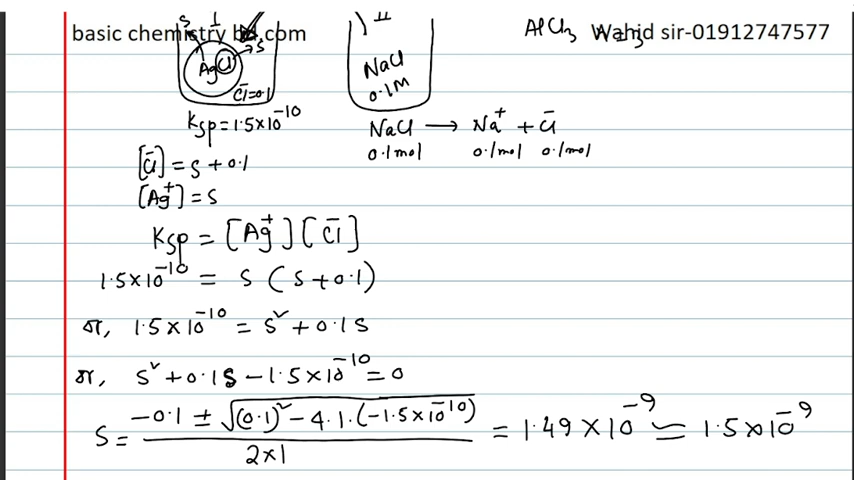 basic chemistry bd.com
Wahid sir-01912747577
S I
AgCl → S
Cl⁻=0.1
II
NaCl
0.1M
AlCl3
Ksp = 1.5×10⁻¹⁰
NaCl → Na⁺ + Cl⁻
0.1mol 0.1mol 0.1mol
[Cl⁻] = S + 0.1
[Ag⁺] = S
Ksp = [Ag⁺][Cl⁻]
1.5×10⁻¹⁰ = S (S+0.1)
or, 1.5×10⁻¹⁰ = S² + 0.1S
or, S² + 0.1S − 1.5×10⁻¹⁰ = 0
S = (−0.1 ± √((0.1)² − 4.1.(−1.5×10⁻¹⁰))) / (2×1) = 1.49×10⁻⁹ ≃ 1.5×10⁻⁹